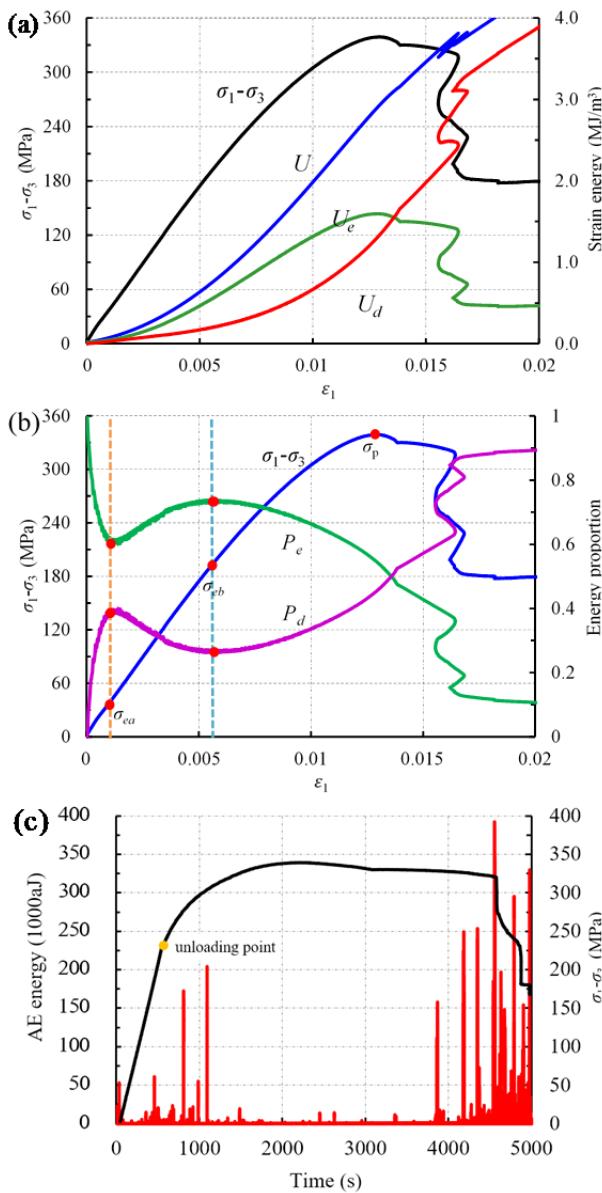 (a)
360
300
240
180
120
60
0
σ1-σ3 (MPa)
4.0
3.0
2.0
1.0
0.0
Strain energy (MJ/m³)
σ1-σ3
U
Ue
Ud
0
0.005
0.01
0.015
0.02
ε1
(b)
360
300
240
180
120
60
0
σ1-σ3 (MPa)
1
0.8
0.6
0.4
0.2
0
Energy proportion
σ1-σ3
σp
Pe
σeb
Pd
σea
0
0.005
0.01
0.015
0.02
ε1
(c)
400
350
300
250
200
150
100
50
0
AE energy (1000aJ)
400
350
300
250
200
150
100
50
0
σ1-σ3 (MPa)
unloading point
0
1000
2000
3000
4000
5000
Time (s)